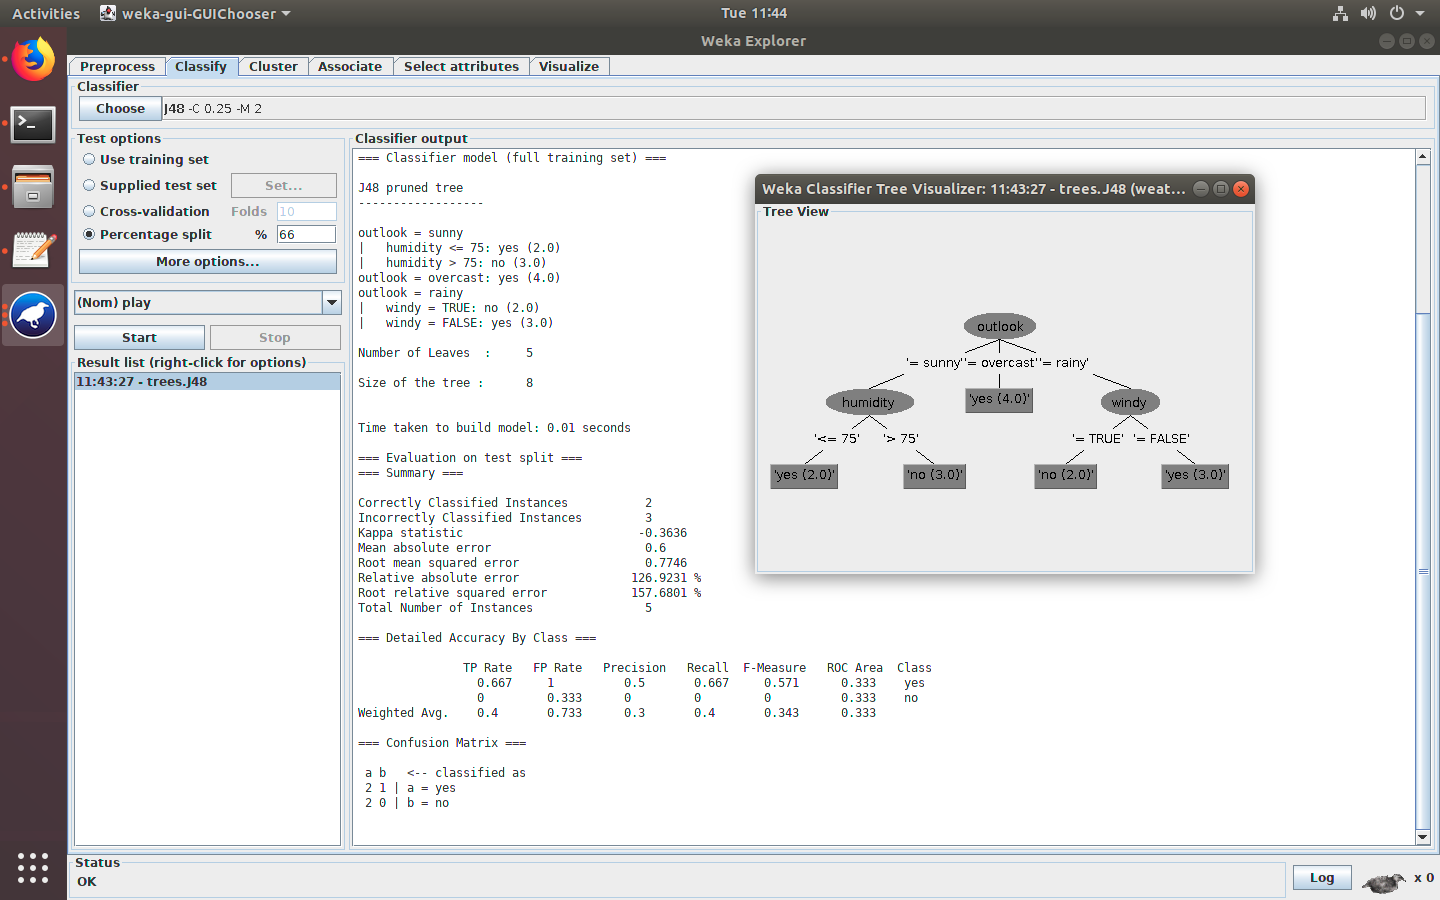 Activities weka-gui-GUIChooser Tue 11:44
Weka Explorer
Preprocess Classify Cluster Associate Select attributes Visualize
Classifier
Choose J48 -C 0.25 -M 2
Test options
Use training set
Supplied test set Set...
Cross-validation Folds 10
Percentage split % 66
More options...
(Nom) play
Start Stop
Result list (right-click for options)
11:43:27 - trees.J48
Classifier output
=== Classifier model (full training set) ===
J48 pruned tree
------------------
outlook = sunny
|   humidity <= 75: yes (2.0)
|   humidity > 75: no (3.0)
outlook = overcast: yes (4.0)
outlook = rainy
|   windy = TRUE: no (2.0)
|   windy = FALSE: yes (3.0)
Number of Leaves  :     5
Size of the tree :      8
Time taken to build model: 0.01 seconds
=== Evaluation on test split ===
=== Summary ===
Correctly Classified Instances           2
Incorrectly Classified Instances         3
Kappa statistic                         -0.3636
Mean absolute error                      0.6
Root mean squared error                  0.7746
Relative absolute error                126.9231 %
Root relative squared error            157.6801 %
Total Number of Instances                5
=== Detailed Accuracy By Class ===
TP Rate   FP Rate   Precision   Recall  F-Measure   ROC Area  Class
0.667     1          0.5       0.667     0.571      0.333    yes
0         0.333      0         0         0          0.333    no
Weighted Avg.    0.4       0.733      0.3       0.4       0.343      0.333
=== Confusion Matrix ===
a b   <-- classified as
2 1 | a = yes
2 0 | b = no
Weka Classifier Tree Visualizer: 11:43:27 - trees.J48 (weat...
Tree View
outlook
'= sunny' '= overcast' '= rainy'
humidity 'yes (4.0)' windy
'<= 75' '> 75' '= TRUE' '= FALSE'
'yes (2.0)' 'no (3.0)' 'no (2.0)' 'yes (3.0)'
Status
OK
Log x 0